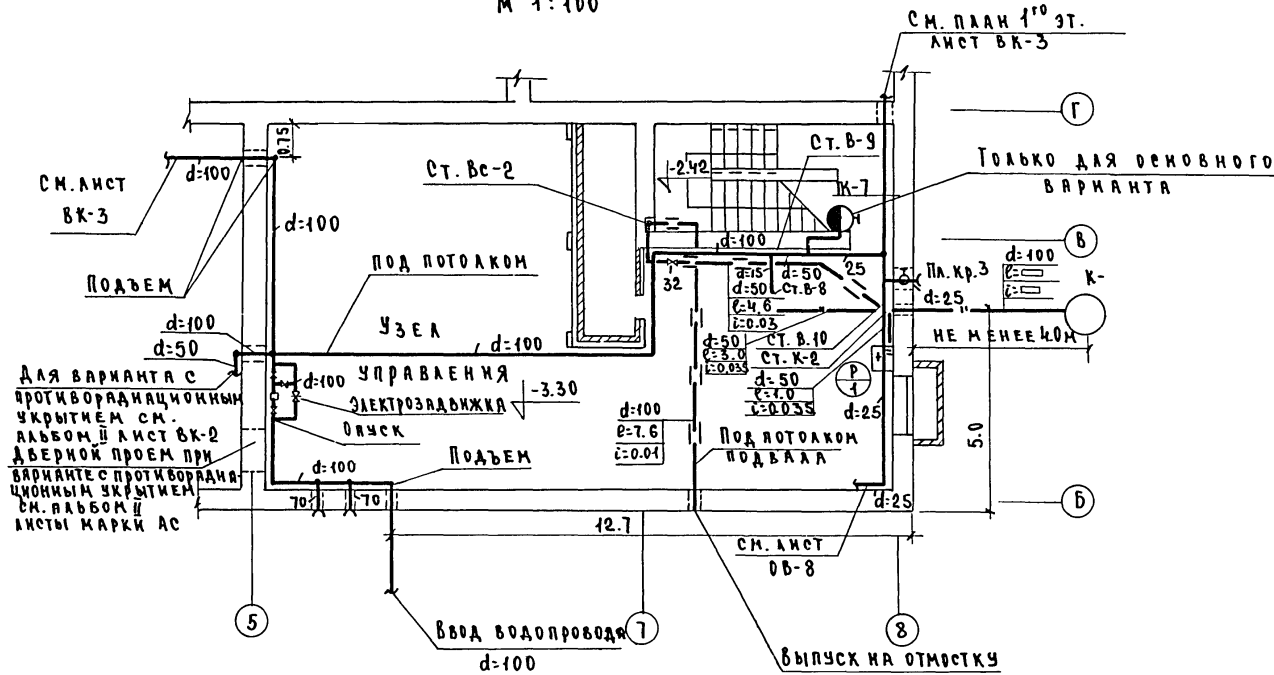 М 1:100
СМ. ПЛАН 1ГО ЭТ.
ЛИСТ ВК-3
Г
0.75
d=100
СМ. ЛИСТ
ВК-3
Ст. Вс-2
-2.42
Ст. В-9
К-7
ТОЛЬКО ДЛЯ ОСНОВНОГО
ВАРИАНТА
d=100
ПОДЪЕМ
ПОД ПОТОЛКОМ
В
d=100
32
d=15
d=50
25
Ст. В-8
Пл. кр. 3
d=25
d=100
ℓ=
i=
К-
НЕ МЕНЕЕ 4.0М
d=50
ℓ=4,6
i=0.03
УЗЕЛ
УПРАВЛЕНИЯ
d=100
d=100
d=50
d=50
ℓ=3.0
i=0.035
СТ. В.10
СТ. К-2
d=50
ℓ=1.0
i=0.035
Р
1
d=25
d=100
ЭЛЕКТРОЗАДВИЖКА
-3.30
ОПУСК
ДЛЯ ВАРИАНТА С
ПРОТИВОРАДИАЦИОННЫМ
УКРЫТИЕМ СМ.
АЛЬБОМ II ЛИСТ ВК-2
ДВЕРНОЙ ПРОЕМ ПРИ
ВАРИАНТЕ С ПРОТИВОРАДИА-
ЦИОННЫМ УКРЫТИЕМ
СМ. АЛЬБОМ II
ЛИСТЫ МАРКИ АС
d=100
ℓ=7.6
i=0.01
ПОД ПОТОЛКОМ
ПОДВАЛА
5.0
d=100
ПОДЪЕМ
70
70
d=25
Б
12.7
СМ. ЛИСТ
ОВ-8
5
7
8
ВВОД ВОДОПРОВОДА
d=100
ВЫПУСК НА ОТМОСТКУ